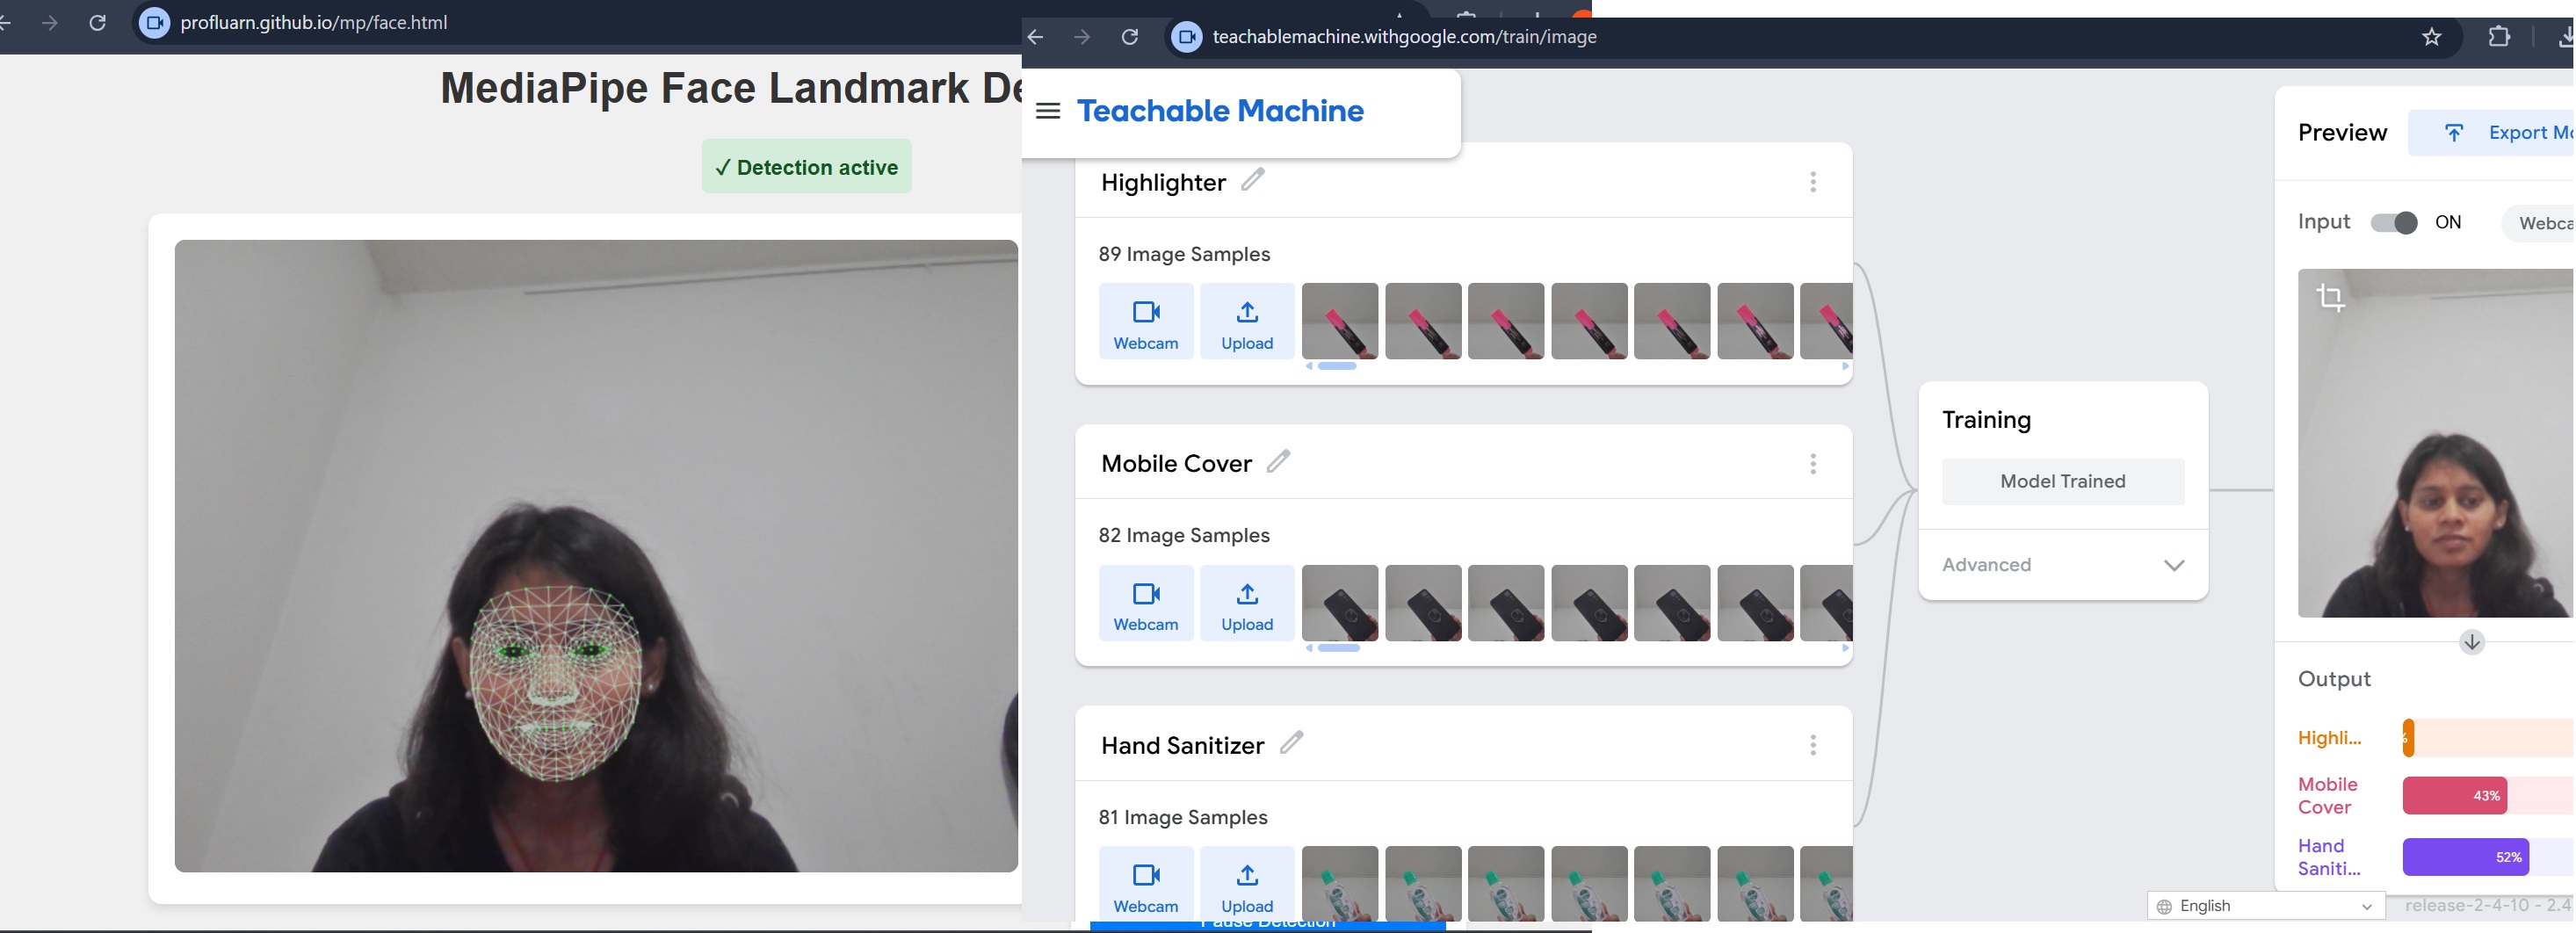 profluarn.github.io/mp/face.html
MediaPipe Face Landmark De
✓ Detection active
teachablemachine.withgoogle.com/train/image
Teachable Machine
Highlighter
89 Image Samples
Webcam
Upload
Mobile Cover
82 Image Samples
Webcam
Upload
Hand Sanitizer
81 Image Samples
Webcam
Upload
Pause Detection
Training
Model Trained
Advanced
Preview
Export Mo
Input
ON
Webca
Output
Highli...
%
Mobile
Cover
43%
Hand
Saniti...
52%
English
release-2-4-10 - 2.4